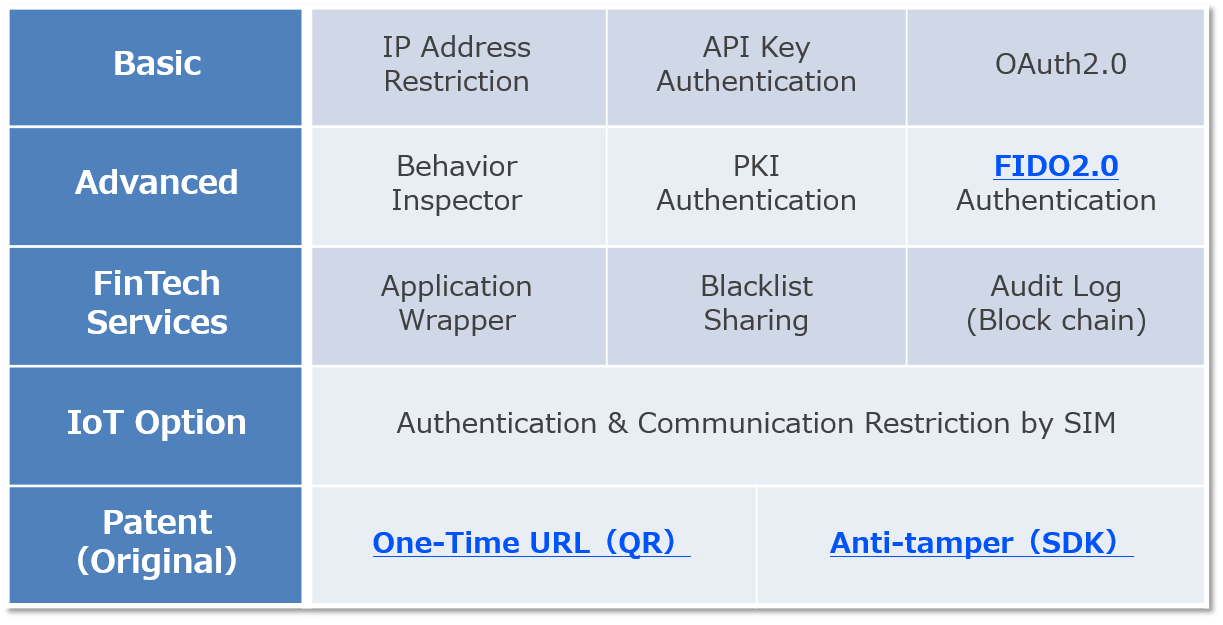 Basic
IP Address
Restriction
API Key
Authentication
OAuth2.0
Advanced
Behavior
Inspector
PKI
Authentication
FIDO2.0
Authentication
FinTech
Services
Application
Wrapper
Blacklist
Sharing
Audit Log
(Block chain)
IoT Option
Authentication & Communication Restriction by SIM
Patent
(Original)
One-Time URL（QR）
Anti-tamper（SDK）